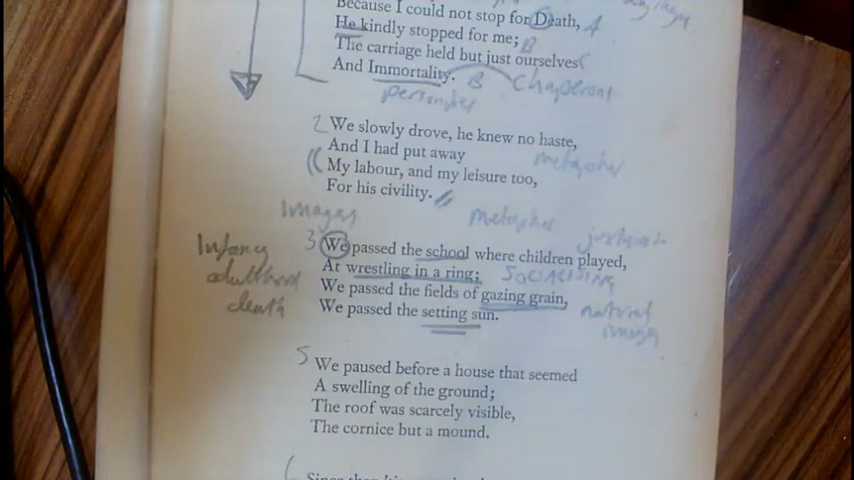 Because I could not stop for Death, A
He kindly stopped for me; B
The carriage held but just ourselves C
And Immortality. B
Chaperone
2 We slowly drove, he knew no haste,
And I had put away
metaphor
My labour, and my leisure too,
For his civility.
images
metaphor
3 We passed the school where children played,
Infancy
At wrestling in a ring; SOCIALISING
adulthood
We passed the fields of gazing grain,
death
natural
We passed the setting sun.
images
5 We paused before a house that seemed
A swelling of the ground;
The roof was scarcely visible,
The cornice but a mound.